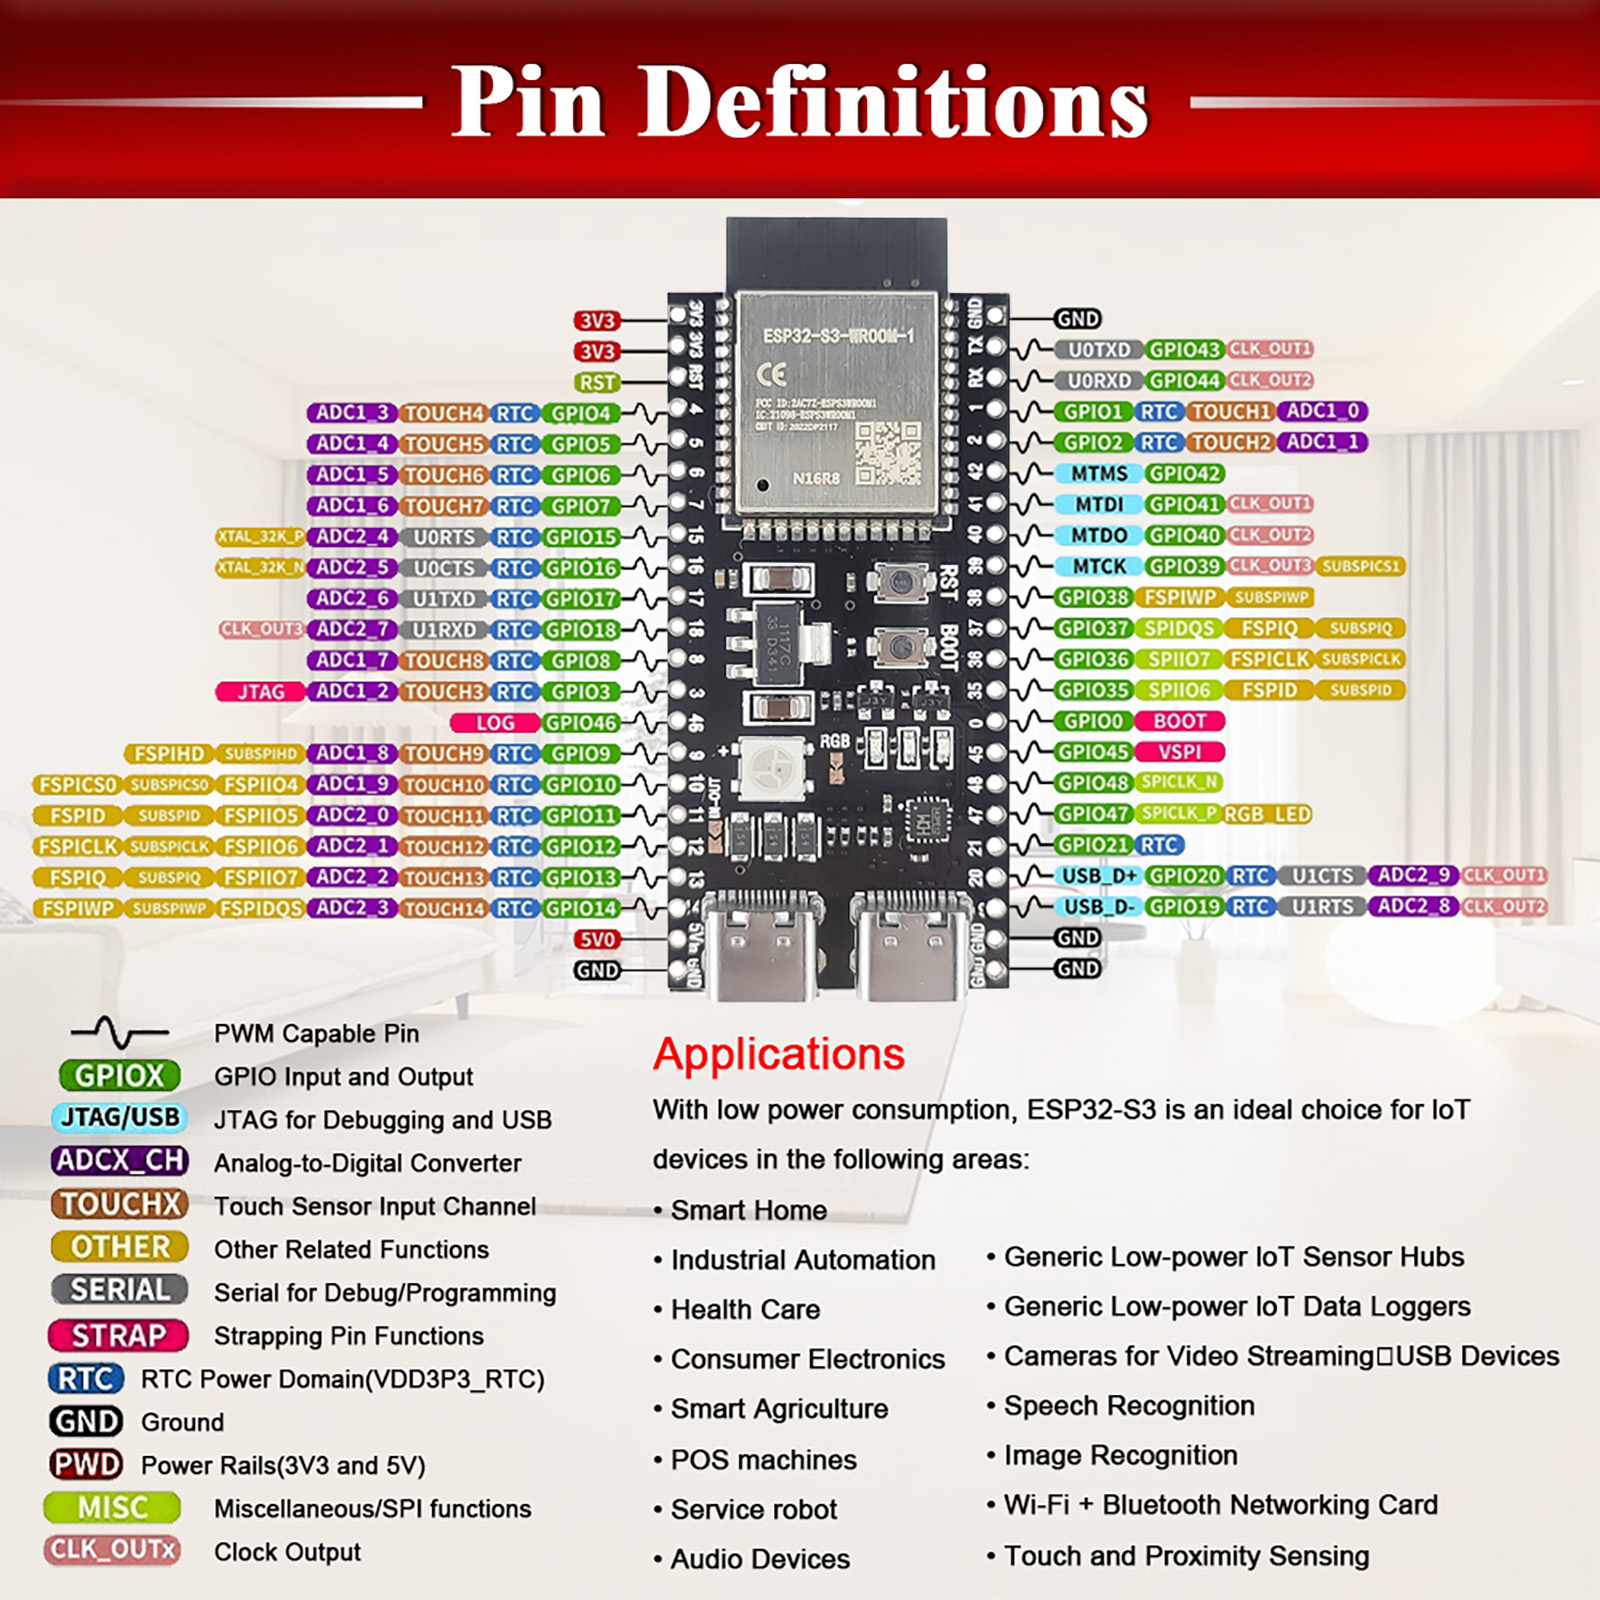 Pin Definitions
3V3 3V3 GND GND
3V3 3V3 TX U0TXD GPIO43 CLK_OUT1
RST RST RX U0RXD GPIO44 CLK_OUT2
ADC1_3 TOUCH4 RTC GPIO4 4 1 GPIO1 RTC TOUCH1 ADC1_0
ADC1_4 TOUCH5 RTC GPIO5 5 2 GPIO2 RTC TOUCH2 ADC1_1
ADC1_5 TOUCH6 RTC GPIO6 6 42 MTMS GPIO42
ADC1_6 TOUCH7 RTC GPIO7 7 41 MTDI GPIO41 CLK_OUT1
XTAL_32K_P ADC2_4 U0RTS RTC GPIO15 15 40 MTDO GPIO40 CLK_OUT2
XTAL_32K_N ADC2_5 U0CTS RTC GPIO16 16 39 MTCK GPIO39 CLK_OUT3 SUBSPICS1
ADC2_6 U1TXD RTC GPIO17 17 38 GPIO38 FSPIWP SUBSPIWP
CLK_OUT3 ADC2_7 U1RXD RTC GPIO18 18 37 GPIO37 SPIDQS FSPIQ SUBSPIQ
ADC1_7 TOUCH8 RTC GPIO8 8 36 GPIO36 SPIIO7 FSPICLK SUBSPICLK
JTAG ADC1_2 TOUCH3 RTC GPIO3 3 35 GPIO35 SPIIO6 FSPID SUBSPID
LOG GPIO46 46 0 GPIO0 BOOT
FSPIHD SUBSPIHD ADC1_8 TOUCH9 RTC GPIO9 9 45 GPIO45 VSPI
FSPICS0 SUBSPICS0 FSPIIO4 ADC1_9 TOUCH10 RTC GPIO10 10 48 GPIO48 SPICLK_N
FSPID SUBSPID FSPIIO5 ADC2_0 TOUCH11 RTC GPIO11 11 47 GPIO47 SPICLK_P RGB_LED
FSPICLK SUBSPICLK FSPIIO6 ADC2_1 TOUCH12 RTC GPIO12 12 21 GPIO21 RTC
FSPIQ SUBSPIQ FSPIIO7 ADC2_2 TOUCH13 RTC GPIO13 13 20 USB_D+ GPIO20 RTC U1CTS ADC2_9 CLK_OUT1
FSPIWP SUBSPIWP FSPIDQS ADC2_3 TOUCH14 RTC GPIO14 USB_D- GPIO19 RTC U1RTS ADC2_8 CLK_OUT2
5V0 5Vin GND GND
GND GND GND GND
ESP32-S3-WROOM-1
CE
FCC ID:2AC7Z-ESPS3WROOM1
IC:21098-ESPS3WROOM1
N16R8
RST
BOOT
1117C
33 D341
J3Y J3Y
RGB
+
IN-OUT
PWM Capable Pin
GPIOX GPIO Input and Output
JTAG/USB JTAG for Debugging and USB
ADCX_CH Analog-to-Digital Converter
TOUCHX Touch Sensor Input Channel
OTHER Other Related Functions
SERIAL Serial for Debug/Programming
STRAP Strapping Pin Functions
RTC RTC Power Domain(VDD3P3_RTC)
GND Ground
PWD Power Rails(3V3 and 5V)
MISC Miscellaneous/SPI functions
CLK_OUTx Clock Output
Applications
With low power consumption, ESP32-S3 is an ideal choice for IoT
devices in the following areas:
• Smart Home
• Industrial Automation
• Health Care
• Consumer Electronics
• Smart Agriculture
• POS machines
• Service robot
• Audio Devices
• Generic Low-power IoT Sensor Hubs
• Generic Low-power IoT Data Loggers
• Cameras for Video Streaming□USB Devices
• Speech Recognition
• Image Recognition
• Wi-Fi + Bluetooth Networking Card
• Touch and Proximity Sensing